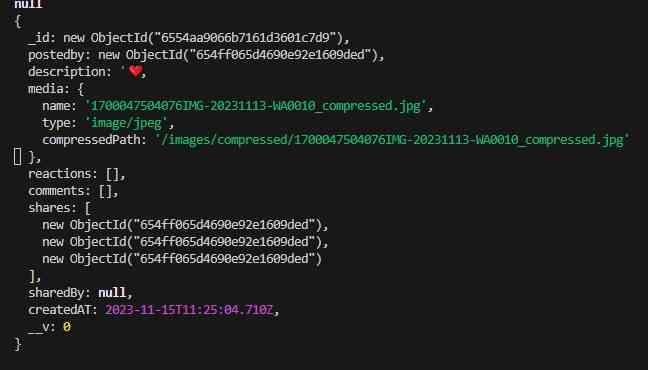 null
{
  _id: new ObjectId("6554aa9066b7161d3601c7d9"),
  postedby: new ObjectId("654ff065d4690e92e1609ded"),
  description: '❤️,
  media: {
    name: '1700047504076IMG-20231113-WA0010_compressed.jpg',
    type: 'image/jpeg',
    compressedPath: '/images/compressed/1700047504076IMG-20231113-WA0010_compressed.jpg'
  },
  reactions: [],
  comments: [],
  shares: [
    new ObjectId("654ff065d4690e92e1609ded"),
    new ObjectId("654ff065d4690e92e1609ded"),
    new ObjectId("654ff065d4690e92e1609ded")
  ],
  sharedBy: null,
  createdAT: 2023-11-15T11:25:04.710Z,
  __v: 0
}